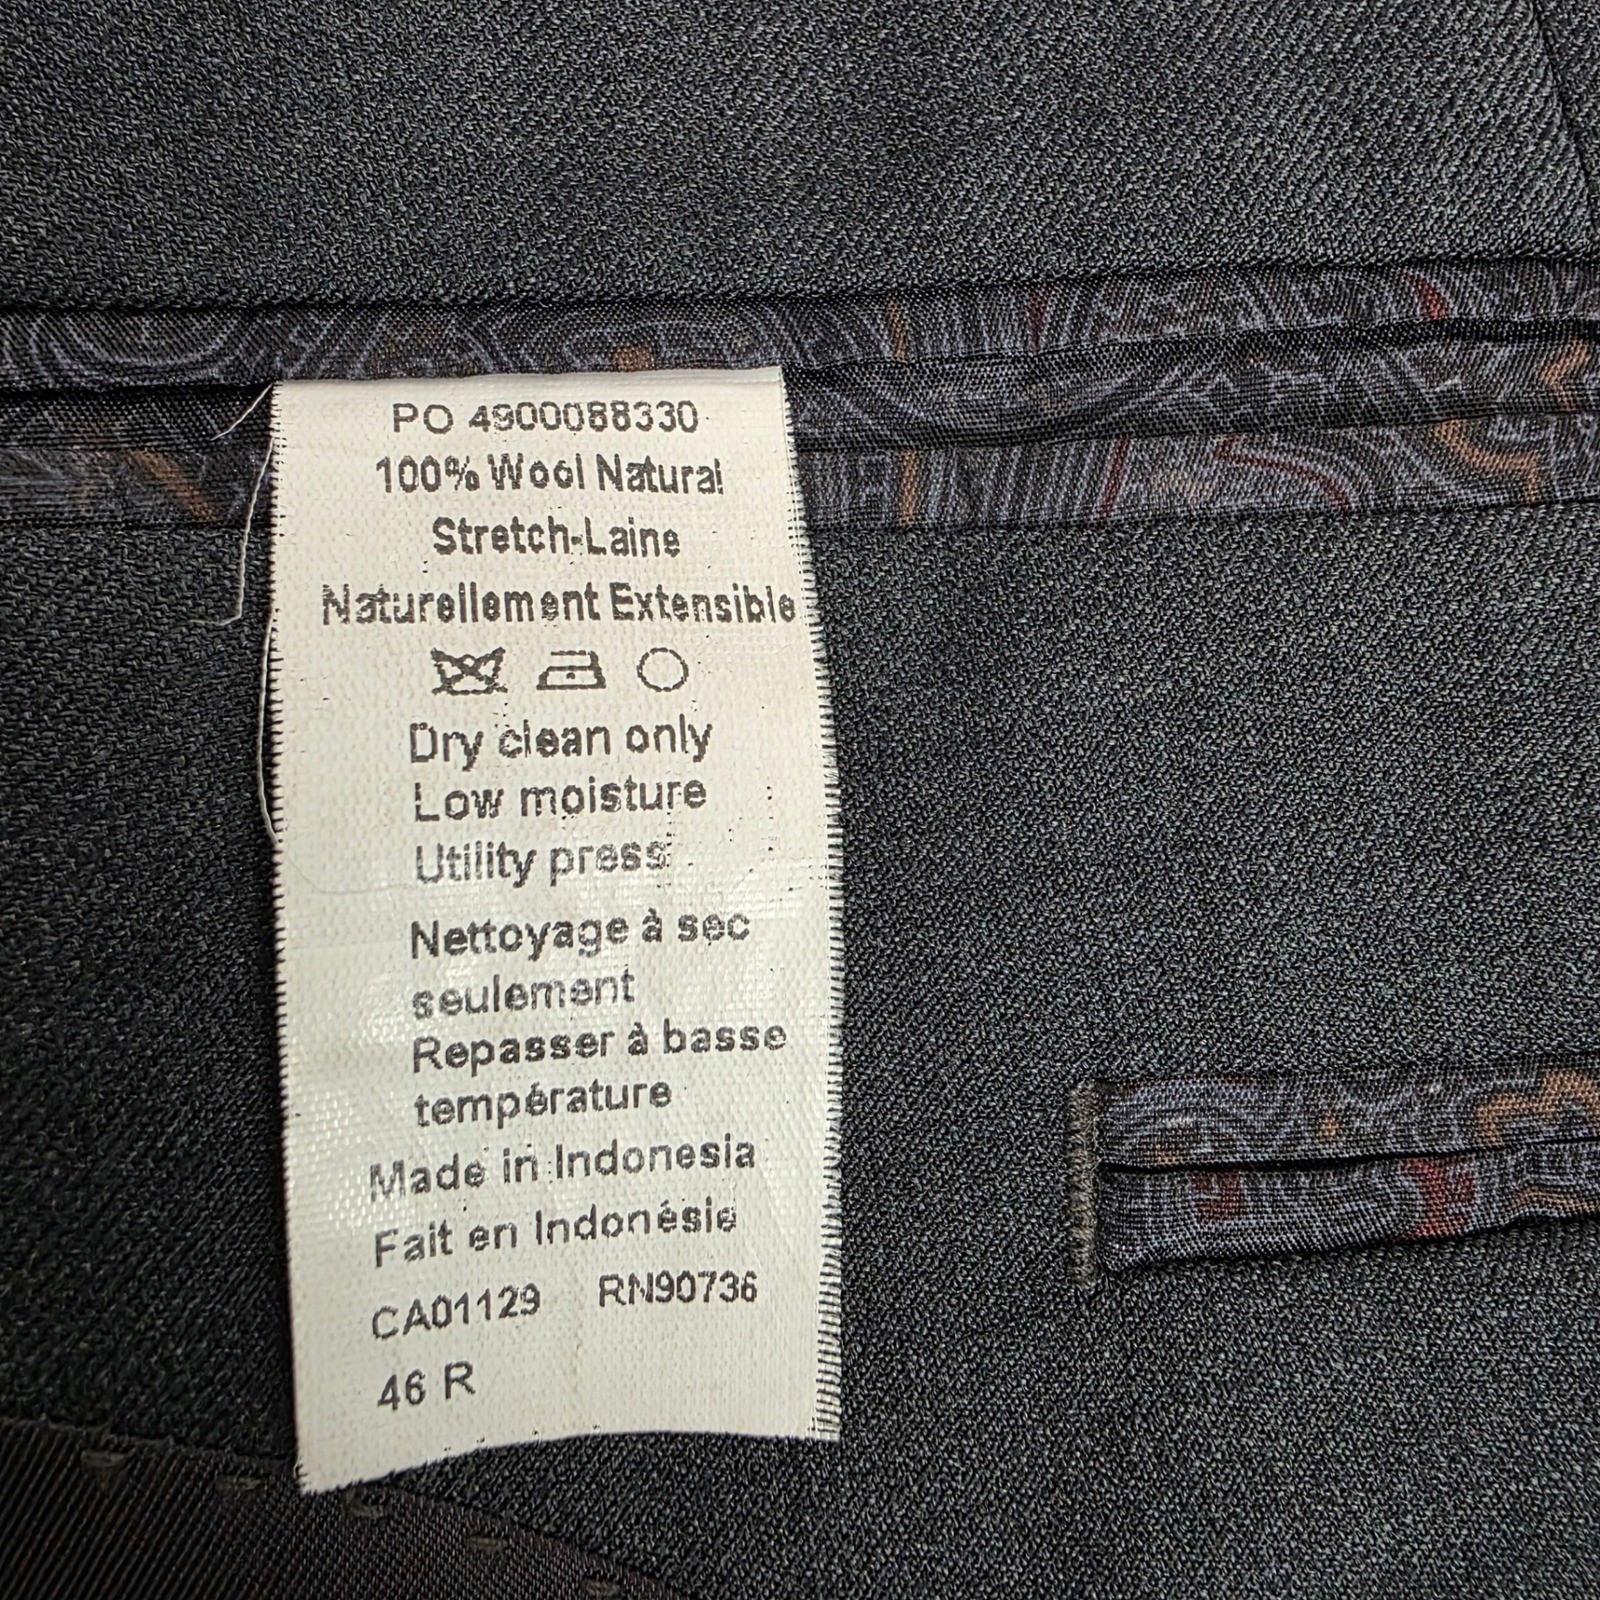 PO 4900088330
100% Wool Natural
Stretch-Laine
Naturellement Extensible
Dry clean only
Low moisture
Utility press
Nettoyage à sec
seulement
Repasser à basse
température
Made in Indonesia
Fait en Indonésie
CA01129 RN90736
46 R